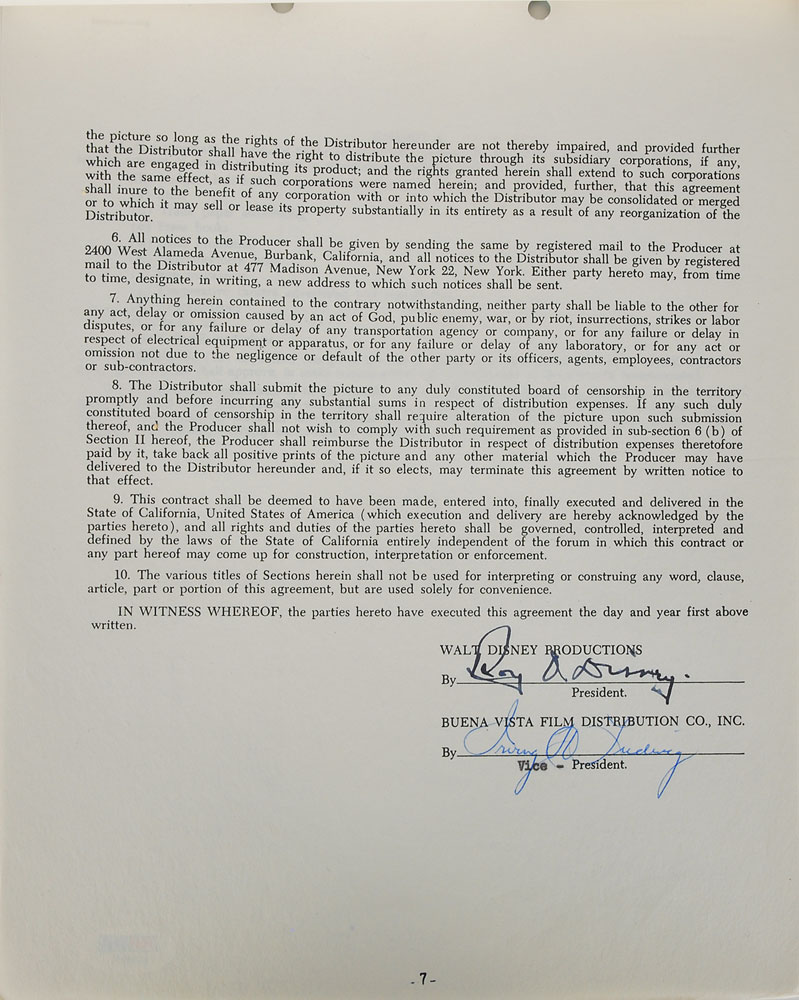 the picture so long as the rights of the Distributor hereunder are not thereby impaired, and provided further
that the Distributor shall have the right to distribute the picture through its subsidiary corporations, if any,
which are engaged in distributing its product; and the rights granted herein shall extend to such corporations
with the same effect, as if such corporations were named herein; and provided, further, that this agreement
shall inure to the benefit of any corporation with or into which the Distributor may be consolidated or merged
or to which it may sell or lease its property substantially in its entirety as a result of any reorganization of the
Distributor.
6. All notices to the Producer shall be given by sending the same by registered mail to the Producer at
2400 West Alameda Avenue, Burbank, California, and all notices to the Distributor shall be given by registered
mail to the Distributor at 477 Madison Avenue, New York 22, New York. Either party hereto may, from time
to time, designate, in writing, a new address to which such notices shall be sent.
7. Anything herein contained to the contrary notwithstanding, neither party shall be liable to the other for
any act, delay or omission caused by an act of God, public enemy, war, or by riot, insurrections, strikes or labor
disputes, or for any failure or delay of any transportation agency or company, or for any failure or delay in
respect of electrical equipment or apparatus, or for any failure or delay of any laboratory, or for any act or
omission not due to the negligence or default of the other party or its officers, agents, employees, contractors
or sub-contractors.
8. The Distributor shall submit the picture to any duly constituted board of censorship in the territory
promptly and before incurring any substantial sums in respect of distribution expenses. If any such duly
constituted board of censorship in the territory shall require alteration of the picture upon such submission
thereof, and the Producer shall not wish to comply with such requirement as provided in sub-section 6 (b) of
Section II hereof, the Producer shall reimburse the Distributor in respect of distribution expenses theretofore
paid by it, take back all positive prints of the picture and any other material which the Producer may have
delivered to the Distributor hereunder and, if it so elects, may terminate this agreement by written notice to
that effect.
9. This contract shall be deemed to have been made, entered into, finally executed and delivered in the
State of California, United States of America (which execution and delivery are hereby acknowledged by the
parties hereto), and all rights and duties of the parties hereto shall be governed, controlled, interpreted and
defined by the laws of the State of California entirely independent of the forum in which this contract or
any part hereof may come up for construction, interpretation or enforcement.
10. The various titles of Sections herein shall not be used for interpreting or construing any word, clause,
article, part or portion of this agreement, but are used solely for convenience.
IN WITNESS WHEREOF, the parties hereto have executed this agreement the day and year first above
written.
WALT DISNEY PRODUCTIONS
By Roy O Disney.
President.
BUENA VISTA FILM DISTRIBUTION CO., INC.
By Irving H Ludwig
Vice - President.
-7-